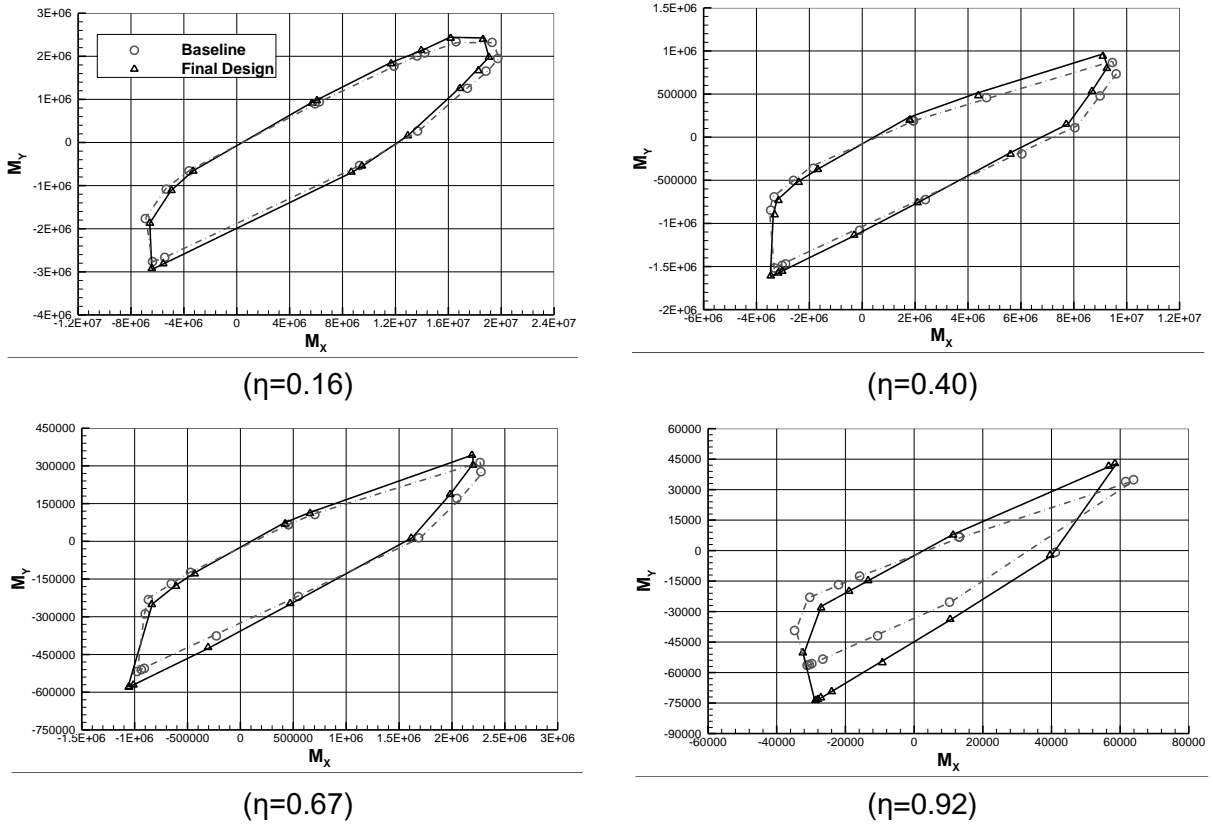 3E+06
2E+06
1E+06
0
-1E+06
-2E+06
-3E+06
-4E+06
M_Y
Baseline
Final Design
-1.2E+07 -8E+06 -4E+06 0 4E+06 8E+06 1.2E+07 1.6E+07 2E+07 2.4E+07
M_X
(η=0.16)
1.5E+06
1E+06
500000
0
-500000
-1E+06
-1.5E+06
-2E+06
M_Y
-6E+06 -4E+06 -2E+06 0 2E+06 4E+06 6E+06 8E+06 1E+07 1.2E+07
M_X
(η=0.40)
450000
300000
150000
0
-150000
-300000
-450000
-600000
-750000
M_Y
-1.5E+06 -1E+06 -500000 0 500000 1E+06 1.5E+06 2E+06 2.5E+06 3E+06
M_X
(η=0.67)
60000
45000
30000
15000
0
-15000
-30000
-45000
-60000
-75000
-90000
M_Y
-60000 -40000 -20000 0 20000 40000 60000 80000
M_X
(η=0.92)